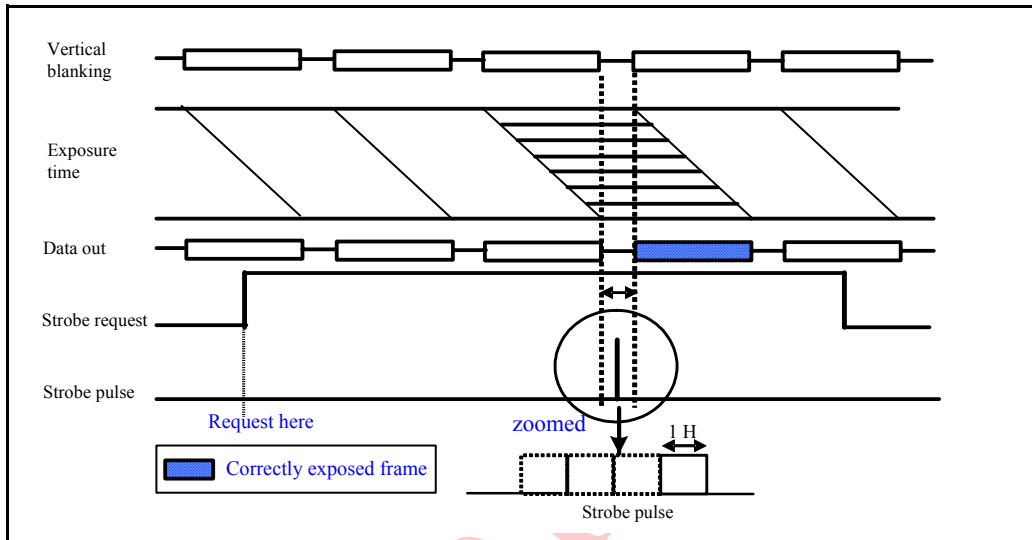 Vertical
blanking
Exposure
time
Data out
Strobe request
Strobe pulse
Request here
zoomed
1 H
Correctly exposed frame
Strobe pulse